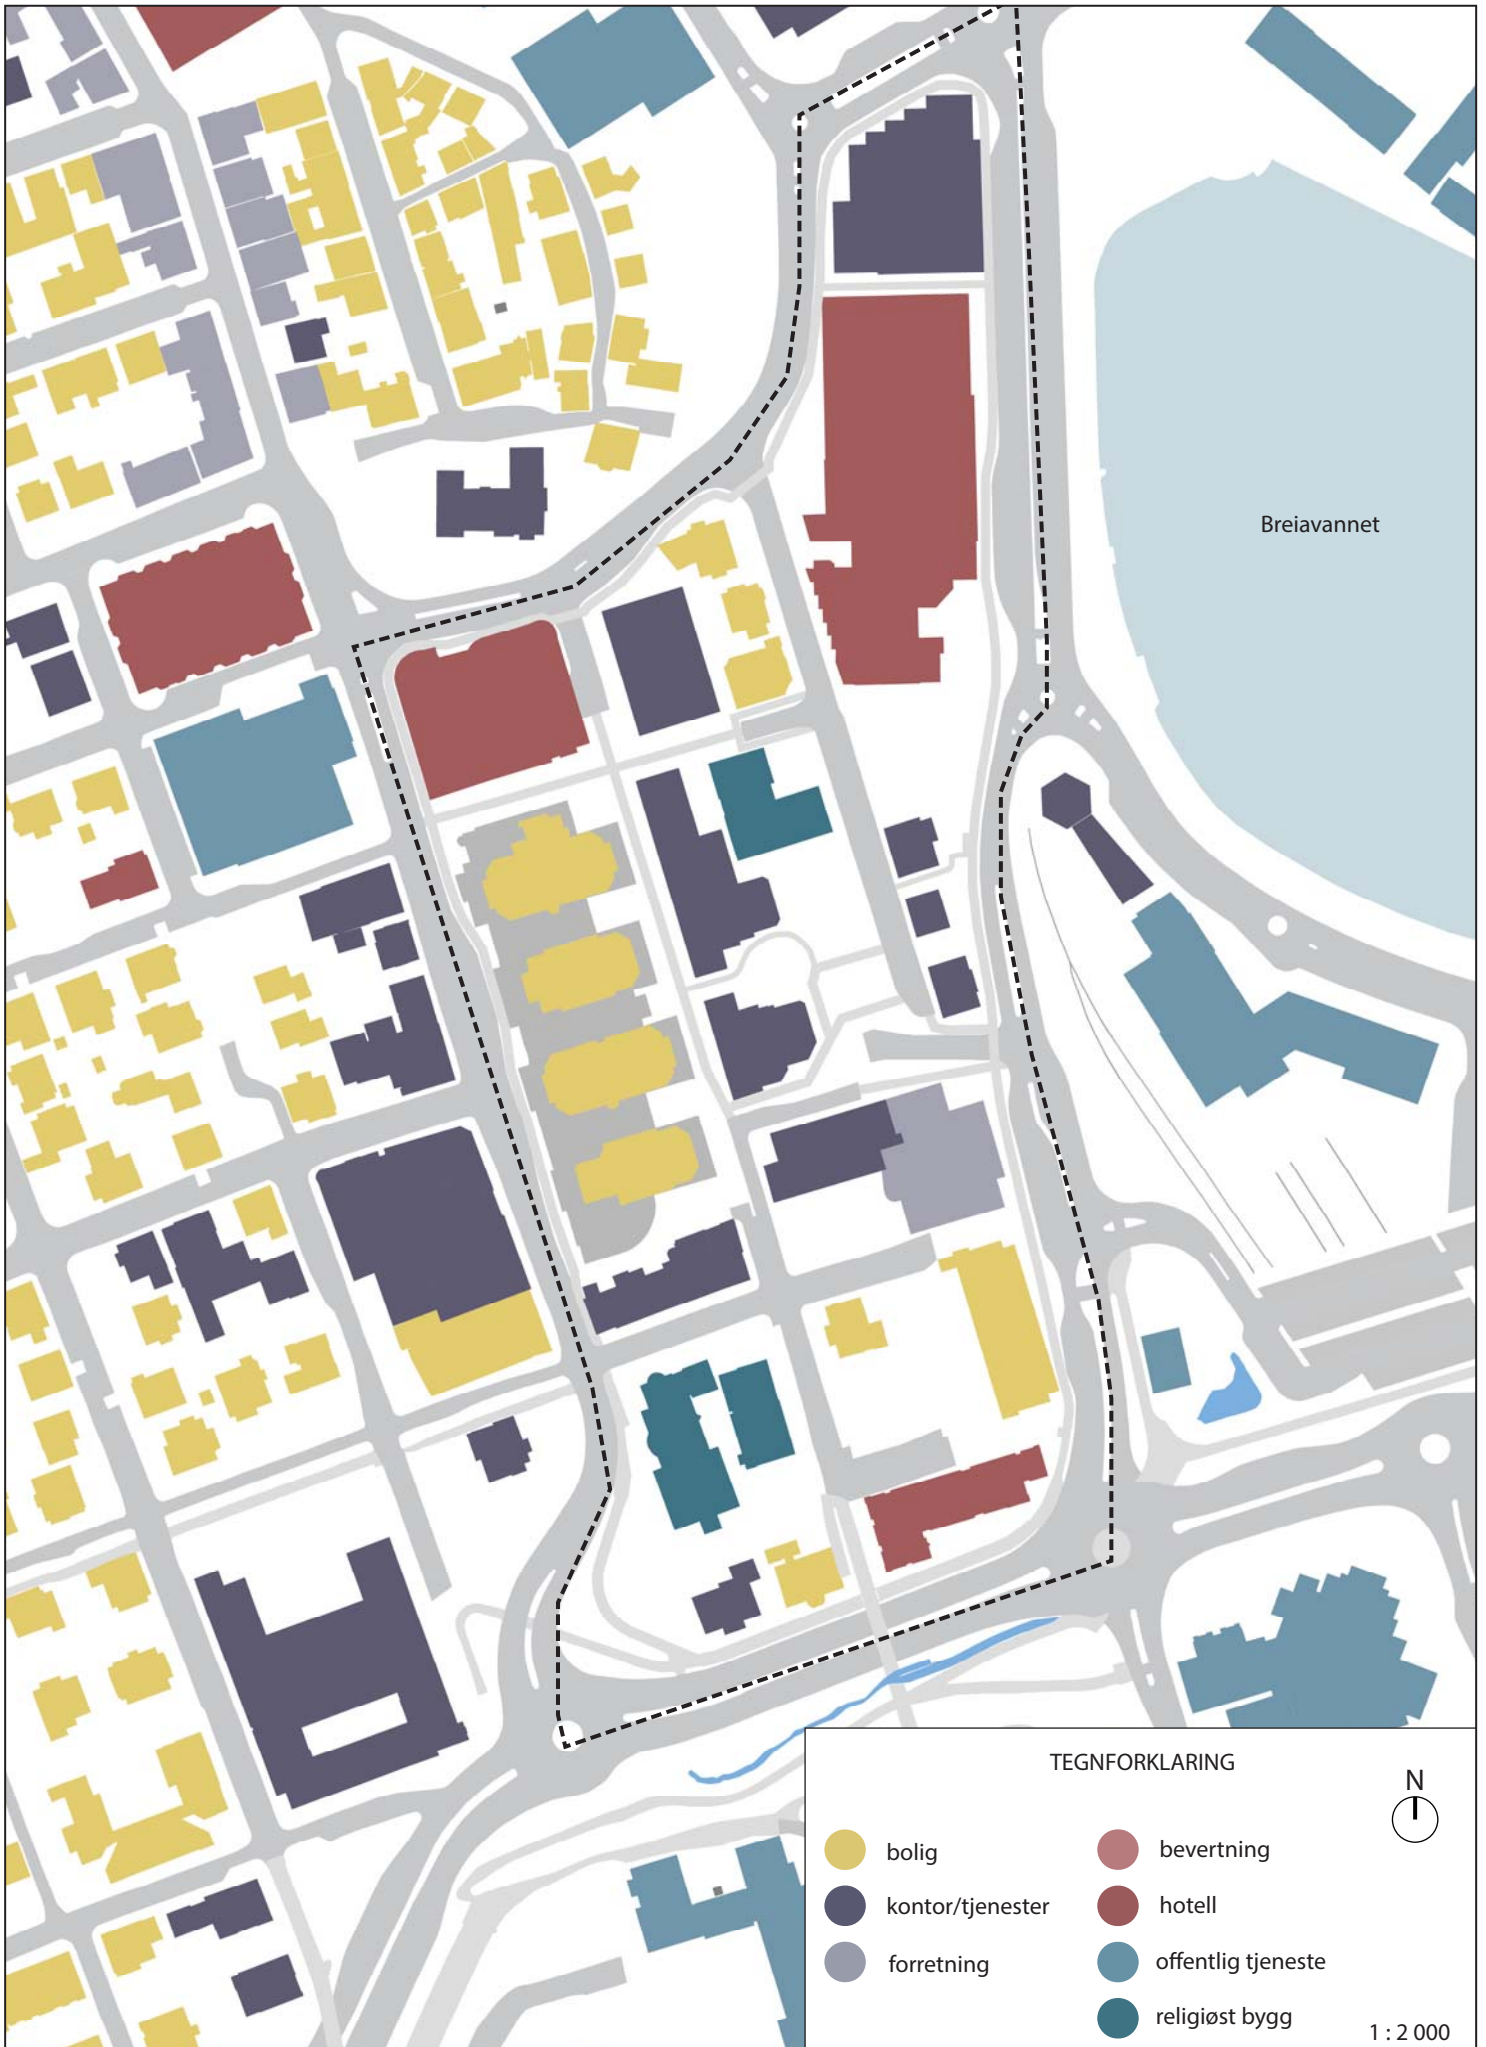 Breiavannet
TEGNFORKLARING
N
bolig
kontor/tjenester
forretning
bevertning
hotell
offentlig tjeneste
religiøst bygg
1 : 2 000